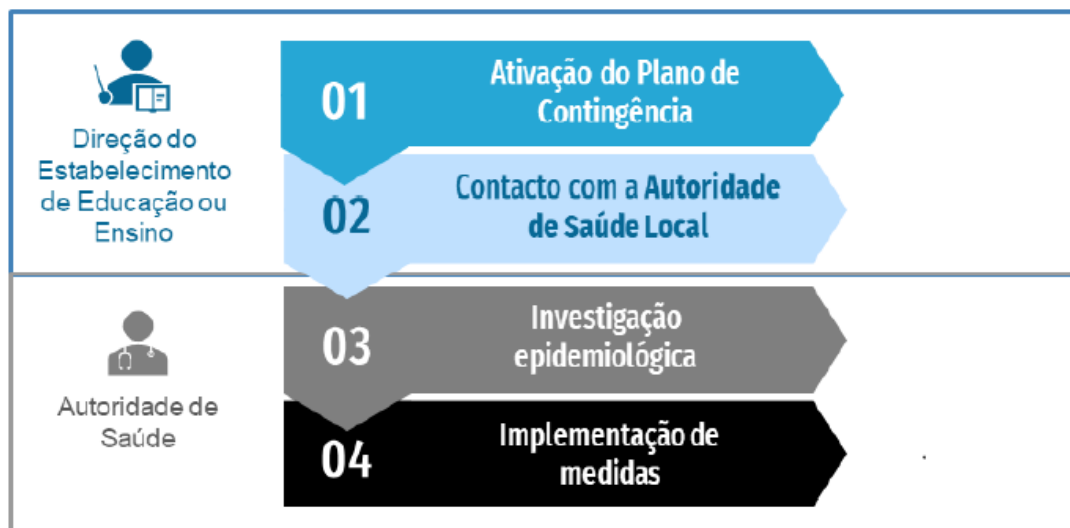 Direção do
Estabelecimento
de Educação ou
Ensino
01
Ativação do Plano de
Contingência
02
Contacto com a Autoridade
de Saúde Local
Autoridade de
Saúde
03
Investigação
epidemiológica
04
Implementação de
medidas